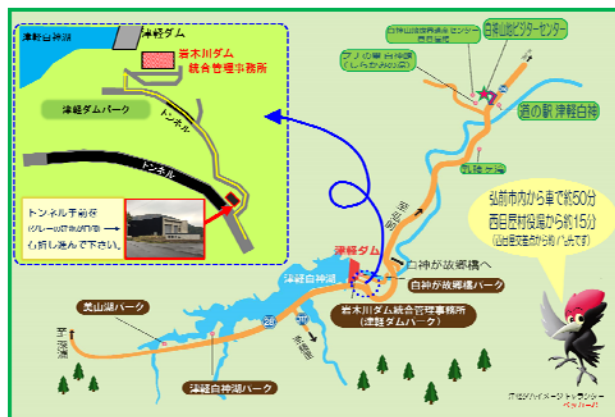 津軽白神湖
津軽ダム
岩木川ダム
統合管理事務所
津軽ダムパーク
トンネル
トンネル
トンネル手前を
右折し進んで下さい。
白神山地ビジターセンター
道の駅 津軽白神
弘前市内から車で約50分
西目屋村役場から約15分
至弘前
津軽ダム
白神が故郷橋へ
津軽白神湖
白神が故郷橋パーク
岩木川ダム統合管理事務所
(津軽ダムパーク)
美山湖パーク
28
津軽白神湖パーク